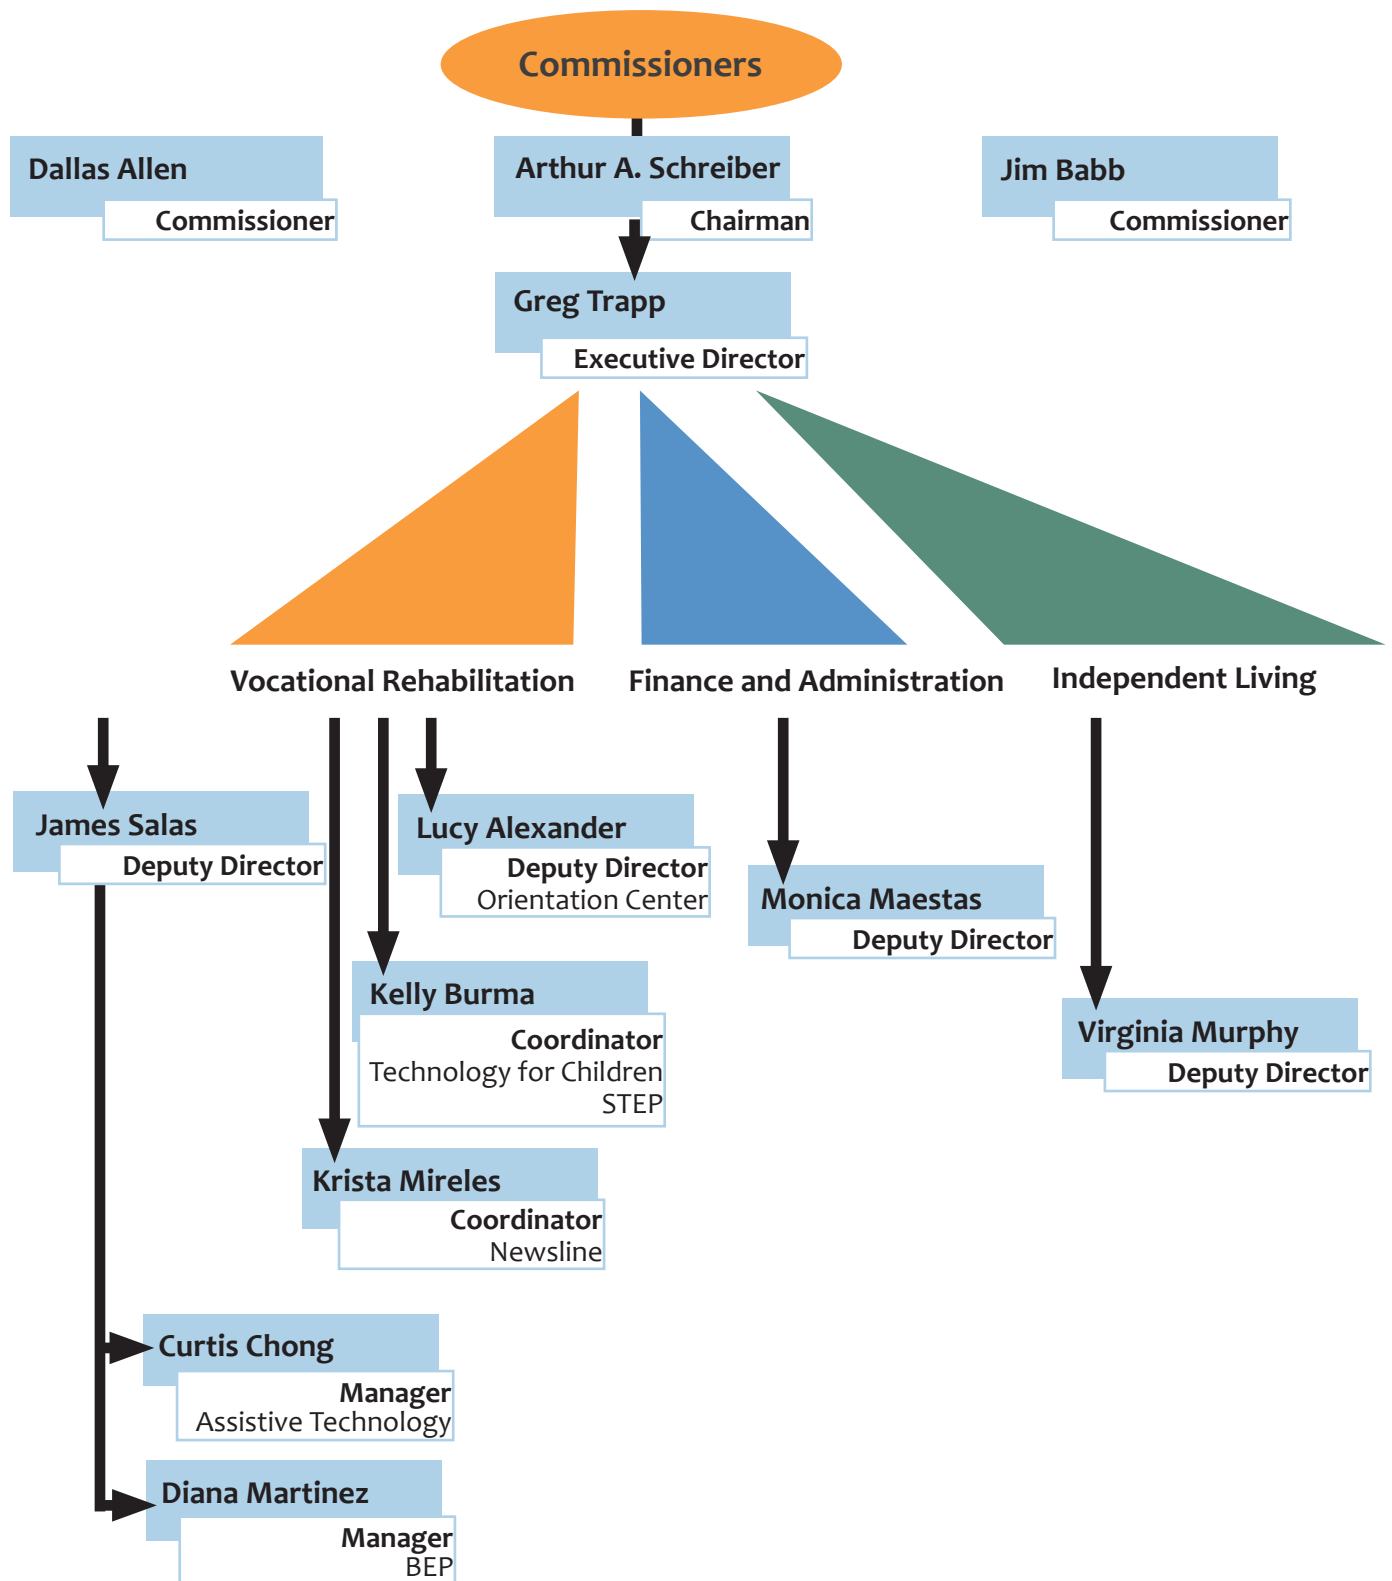 Commissioners
Dallas Allen
Commissioner
Arthur A. Schreiber
Chairman
Jim Babb
Commissioner
Greg Trapp
Executive Director
Vocational Rehabilitation
Finance and Administration
Independent Living
James Salas
Deputy Director
Lucy Alexander
Deputy Director
Orientation Center
Monica Maestas
Deputy Director
Kelly Burma
Coordinator
Technology for Children
STEP
Virginia Murphy
Deputy Director
Krista Mireles
Coordinator
Newsline
Curtis Chong
Manager
Assistive Technology
Diana Martinez
Manager
BEP